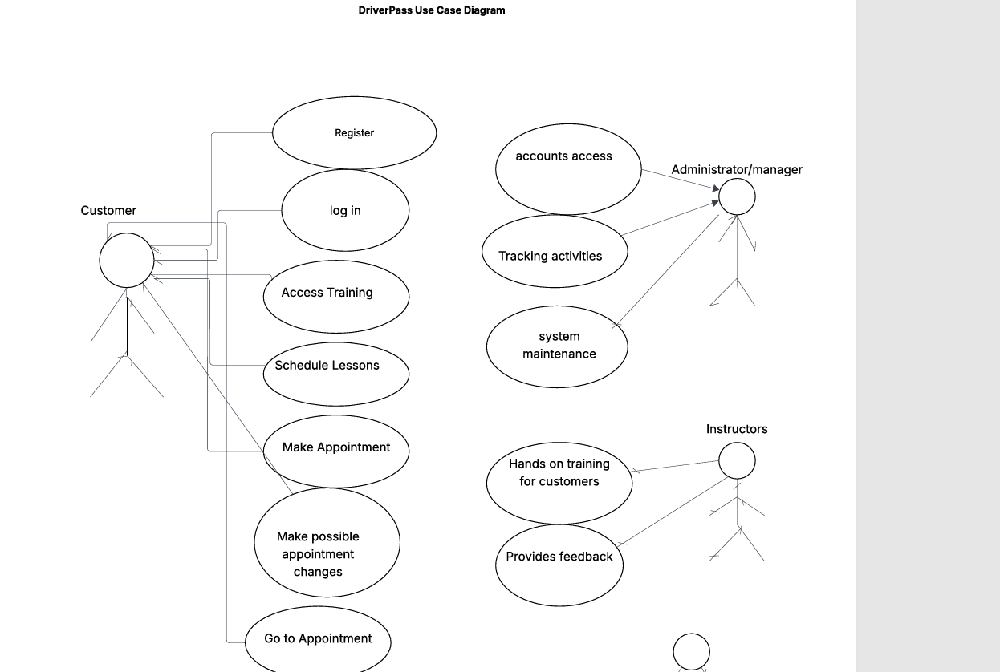 DriverPass Use Case Diagram
Register
accounts access
Administrator/manager
Customer
log in
Tracking activities
Access Training
system
maintenance
Schedule Lessons
Instructors
Make Appointment
Hands on training
for customers
Make possible
appointment
changes
Provides feedback
Go to Appointment